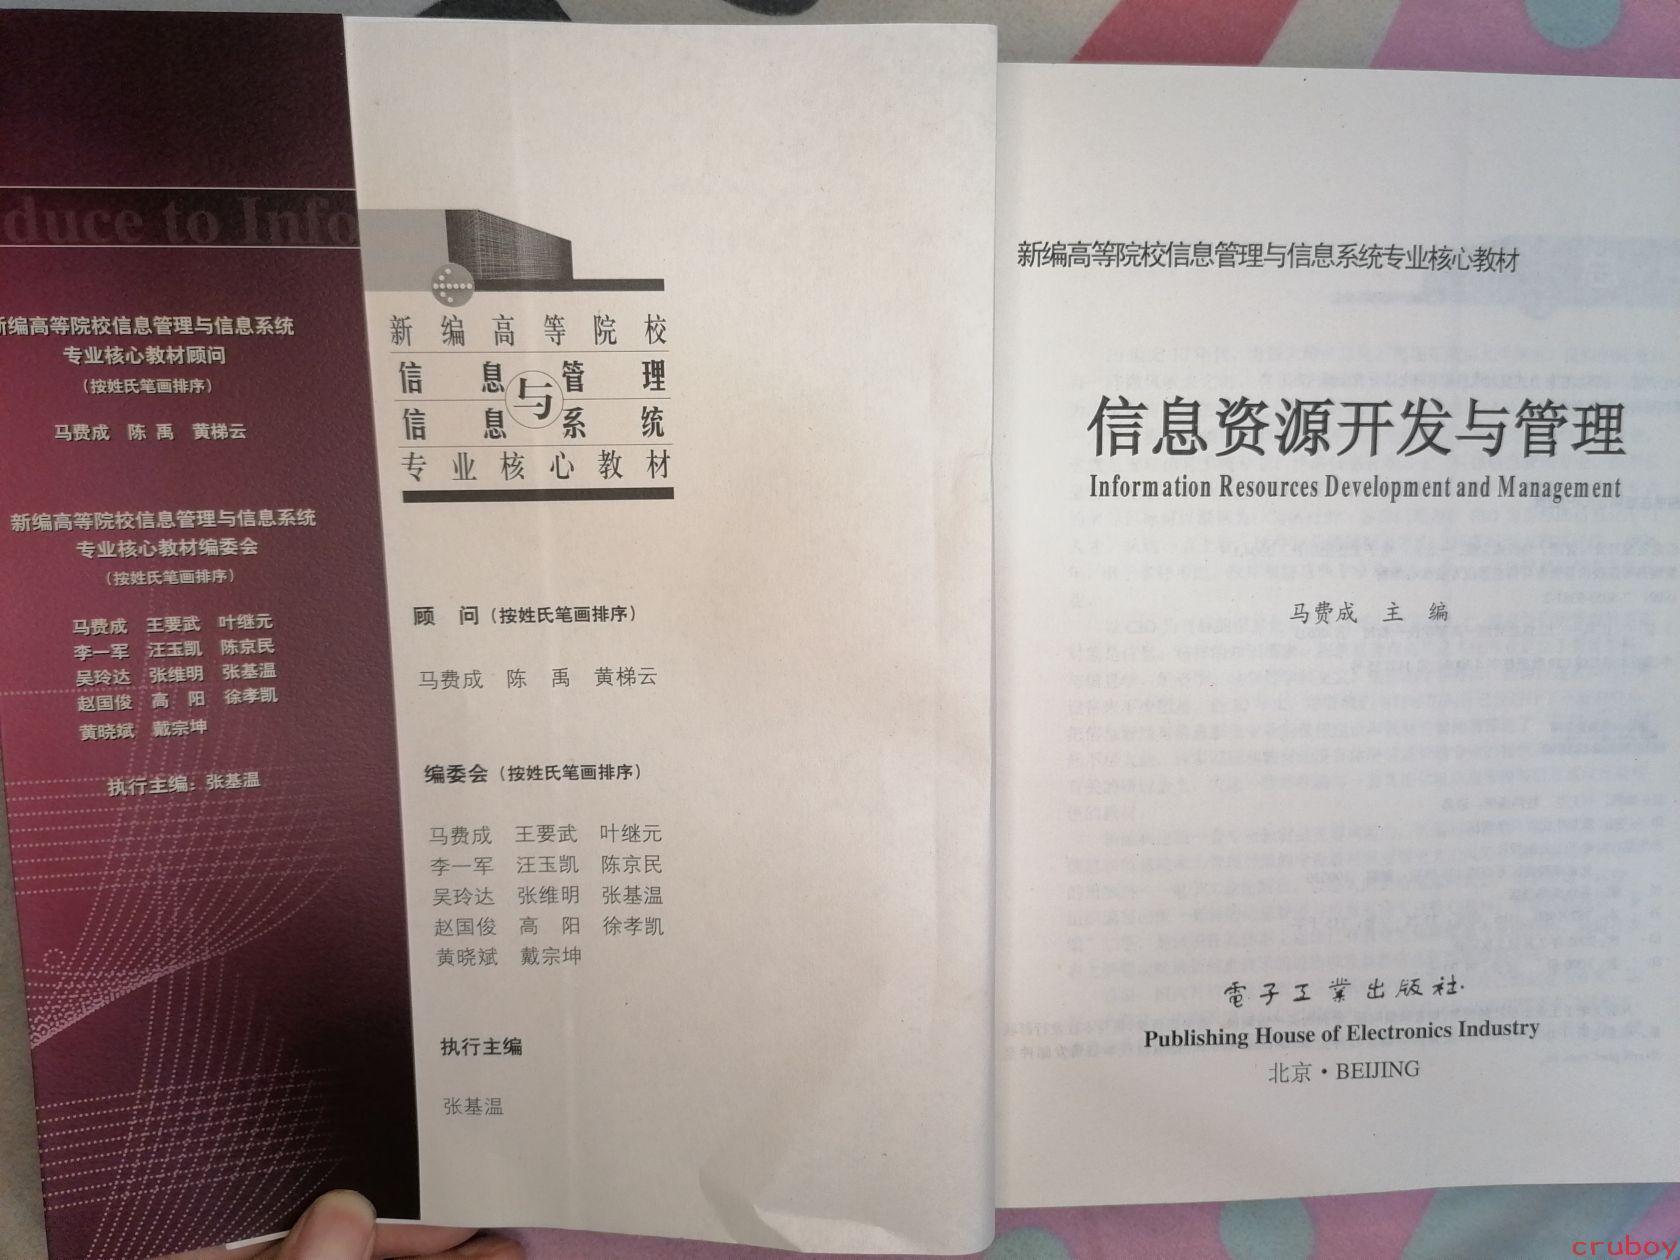 duce to Info
新编高等院校信息管理与信息系统
专业核心教材顾问
（按姓氏笔画排序）
马费成 陈 禹 黄梯云
新编高等院校信息管理与信息系统
专业核心教材编委会
（按姓氏笔画排序）
马费成 王要武 叶继元
李一军 汪玉凯 陈京民
吴玲达 张维明 张基温
赵国俊 高 阳 徐孝凯
黄晓斌 戴宗坤
执行主编：张基温
新编高等院校
信息管理
与
信息系统
专业核心教材
顾 问（按姓氏笔画排序）
马费成 陈 禹 黄梯云
编委会（按姓氏笔画排序）
马费成 王要武 叶继元
李一军 汪玉凯 陈京民
吴玲达 张维明 张基温
赵国俊 高 阳 徐孝凯
黄晓斌 戴宗坤
执行主编
张基温
新编高等院校信息管理与信息系统专业核心教材
信息资源开发与管理
Information Resources Development and Management
马费成 主 编
電子工業出版社
Publishing House of Electronics Industry
北京·BEIJING
cruboy